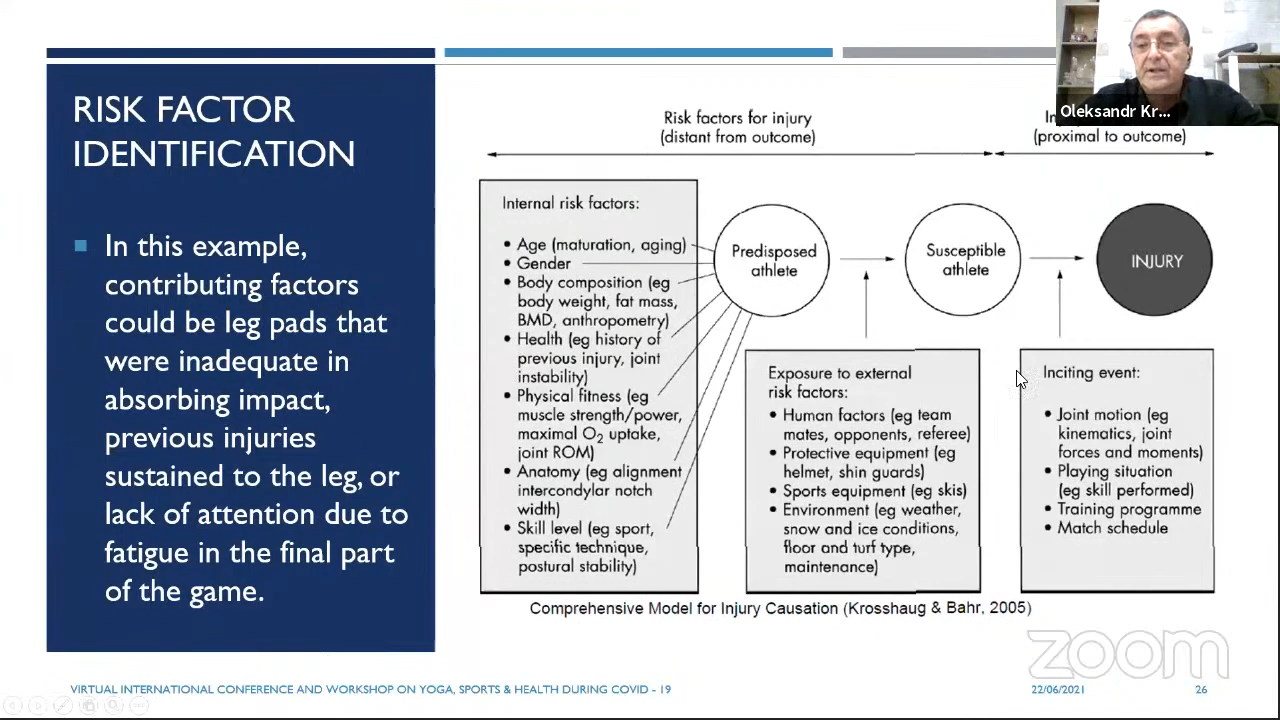 RISK FACTOR
IDENTIFICATION
In this example,
contributing factors
could be leg pads that
were inadequate in
absorbing impact,
previous injuries
sustained to the leg, or
lack of attention due to
fatigue in the final part
of the game.
Oleksandr Kr...
Risk factors for injury
(distant from outcome)
(proximal to outcome)
Internal risk factors:
• Age (maturation, aging)
• Gender
• Body composition (eg
body weight, fat mass,
BMD, anthropometry)
• Health (eg history of
previous injury, joint
instability)
• Physical fitness (eg
muscle strength/power,
maximal O2 uptake,
joint ROM)
• Anatomy (eg alignment
intercondylar notch
width)
• Skill level (eg sport,
specific technique,
postural stability)
Predisposed
athlete
Susceptible
athlete
INJURY
Exposure to external
risk factors:
• Human factors (eg team
mates, opponents, referee)
• Protective equipment (eg
helmet, shin guards)
• Sports equipment (eg skis)
• Environment (eg weather,
snow and ice conditions,
floor and turf type,
maintenance)
Inciting event:
• Joint motion (eg
kinematics, joint
forces and moments)
• Playing situation
(eg skill performed)
• Training programme
• Match schedule
Comprehensive Model for Injury Causation (Krosshaug & Bahr, 2005)
zoom
VIRTUAL INTERNATIONAL CONFERENCE AND WORKSHOP ON YOGA, SPORTS & HEALTH DURING COVID - 19
22/06/2021
26